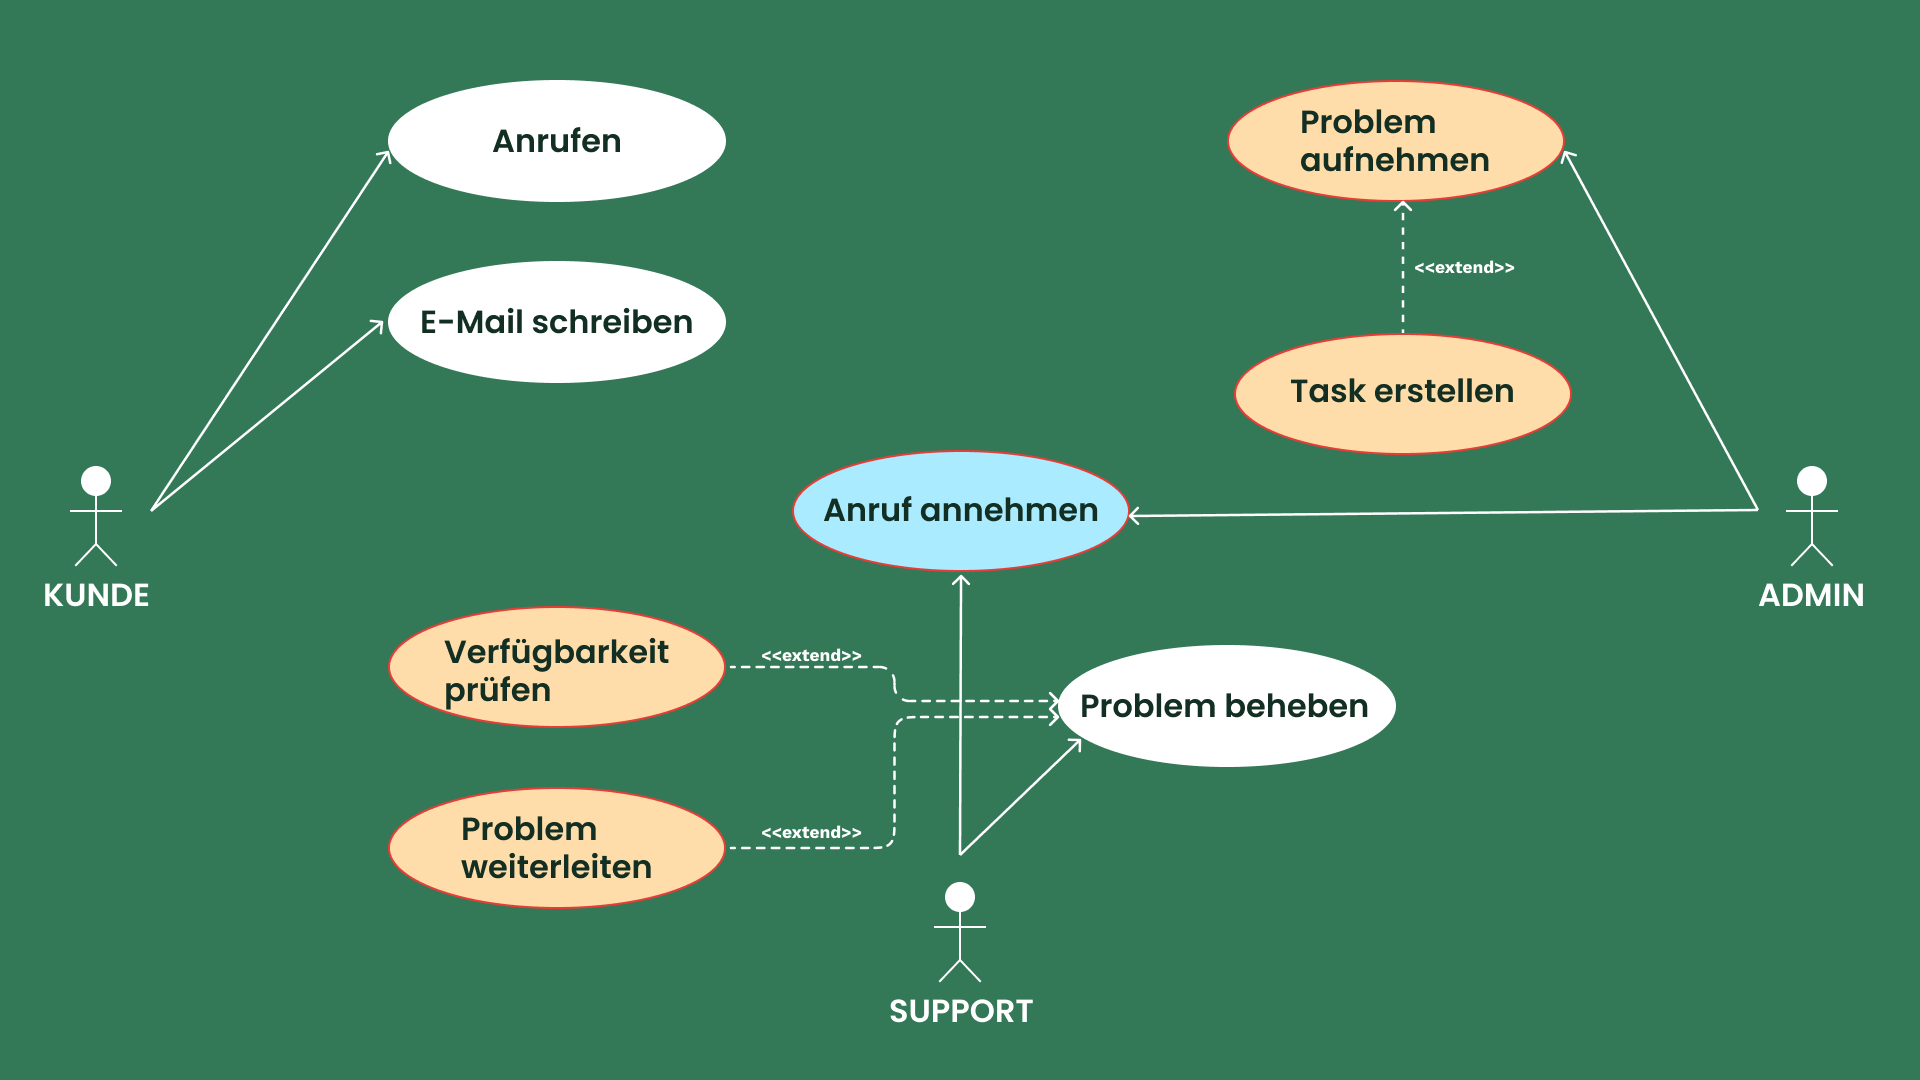 Anrufen
Problem
aufnehmen
<<extend>>
E-Mail schreiben
Task erstellen
Anruf annehmen
KUNDE
ADMIN
Verfügbarkeit
prüfen
<<extend>>
Problem beheben
Problem
weiterleiten
<<extend>>
SUPPORT